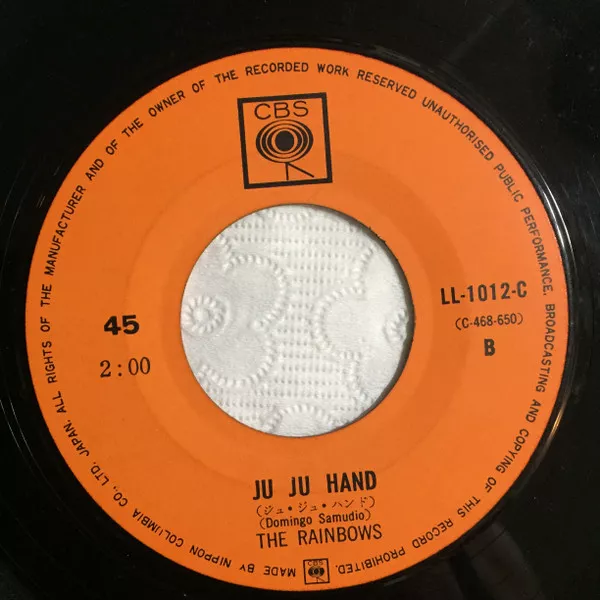 ALL RIGHTS OF THE MANUFACTURER AND OF THE OWNER OF THE RECORDED WORK RESERVED UNAUTHORISED PUBLIC PERFORMANCE, BROADCASTING AND COPYING OF THIS RECORD PROHIBITED.
CBS
45
2:00
LL-1012-C
(C-468-650)
B
JU JU HAND
(ジュ・ジュ・ハンド)
(Domingo Samudio)
THE RAINBOWS
CBS
MADE BY NIPPON COLUMBIA CO., LTD. JAPAN.